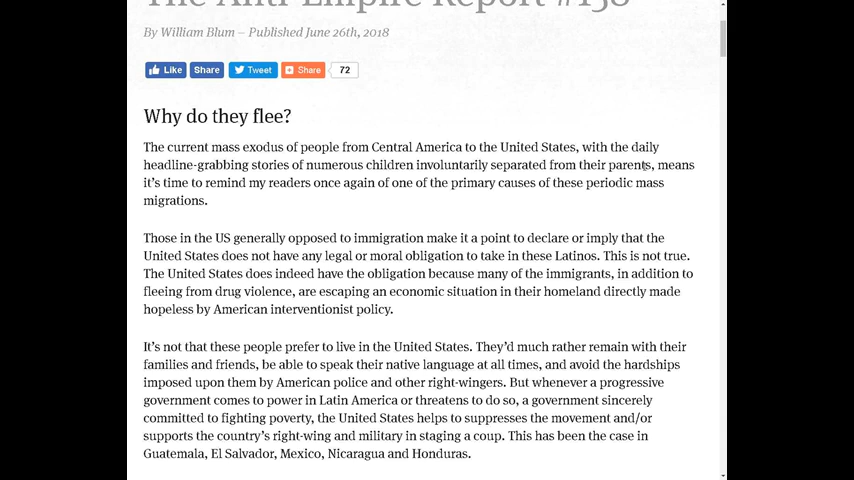 The Anti-Empire Report #158
By William Blum – Published June 26th, 2018
Like Share Tweet Share 72
Why do they flee?
The current mass exodus of people from Central America to the United States, with the daily
headline-grabbing stories of numerous children involuntarily separated from their parents, means
it's time to remind my readers once again of one of the primary causes of these periodic mass
migrations.
Those in the US generally opposed to immigration make it a point to declare or imply that the
United States does not have any legal or moral obligation to take in these Latinos. This is not true.
The United States does indeed have the obligation because many of the immigrants, in addition to
fleeing from drug violence, are escaping an economic situation in their homeland directly made
hopeless by American interventionist policy.
It's not that these people prefer to live in the United States. They'd much rather remain with their
families and friends, be able to speak their native language at all times, and avoid the hardships
imposed upon them by American police and other right-wingers. But whenever a progressive
government comes to power in Latin America or threatens to do so, a government sincerely
committed to fighting poverty, the United States helps to suppresses the movement and/or
supports the country's right-wing and military in staging a coup. This has been the case in
Guatemala, El Salvador, Mexico, Nicaragua and Honduras.